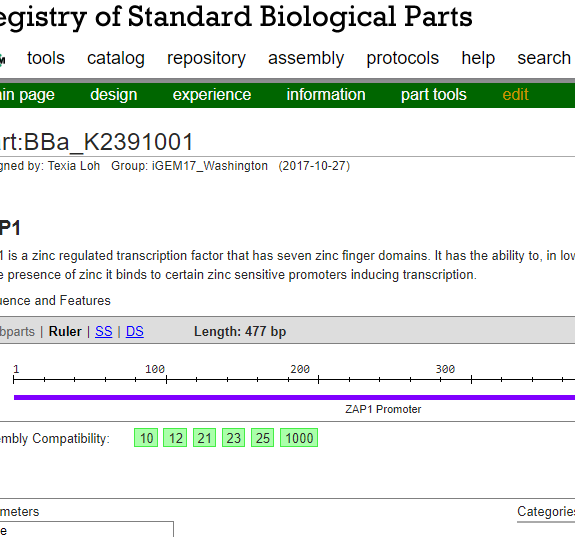 egistry of Standard Biological Parts
tools catalog repository assembly protocols help search
in page design experience information part tools edit
rt:BBa_K2391001
gned by: Texia Loh Group: iGEM17_Washington (2017-10-27)
P1
1 is a zinc regulated transcription factor that has seven zinc finger domains. It has the ability to, in low
e presence of zinc it binds to certain zinc sensitive promoters inducing transcription.
uence and Features
bparts | Ruler | SS | DS Length: 477 bp
1 100 200 300
ZAP1 Promoter
embly Compatibility: 10 12 21 23 25 1000
meters Categories
e